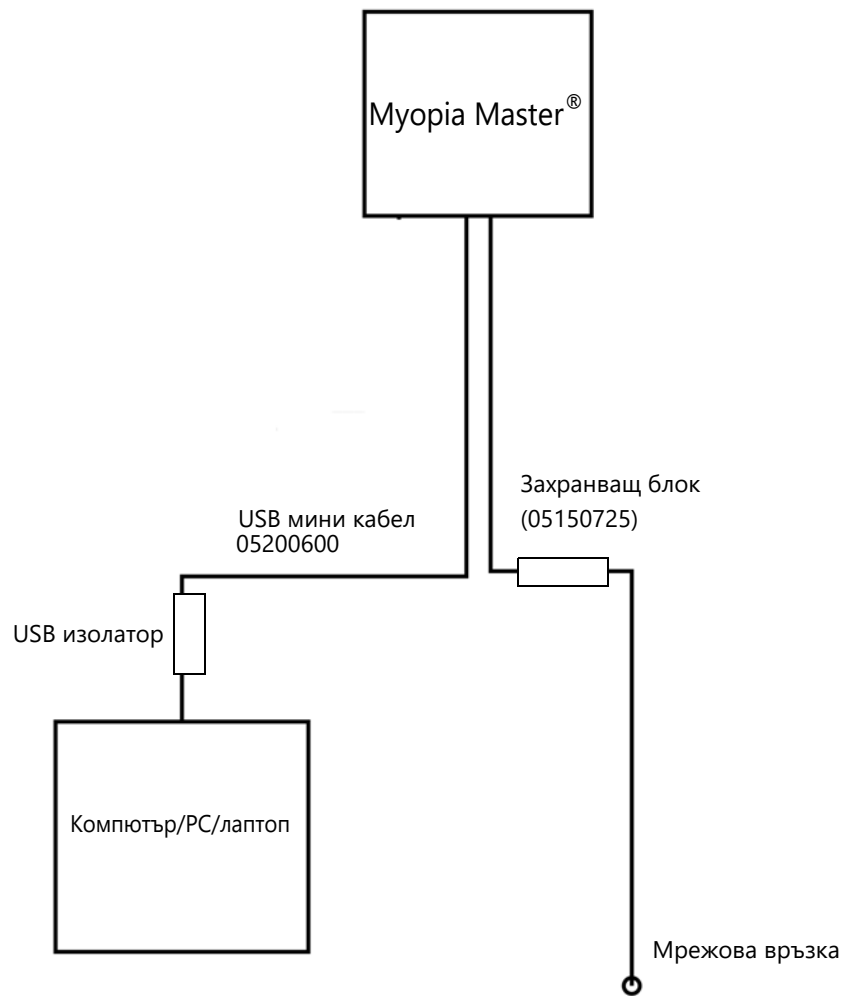 Myopia Master®
Захранващ блок
(05150725)
USB мини кабел
05200600
USB изолатор
Компютър/PC/лаптоп
Мрежова връзка